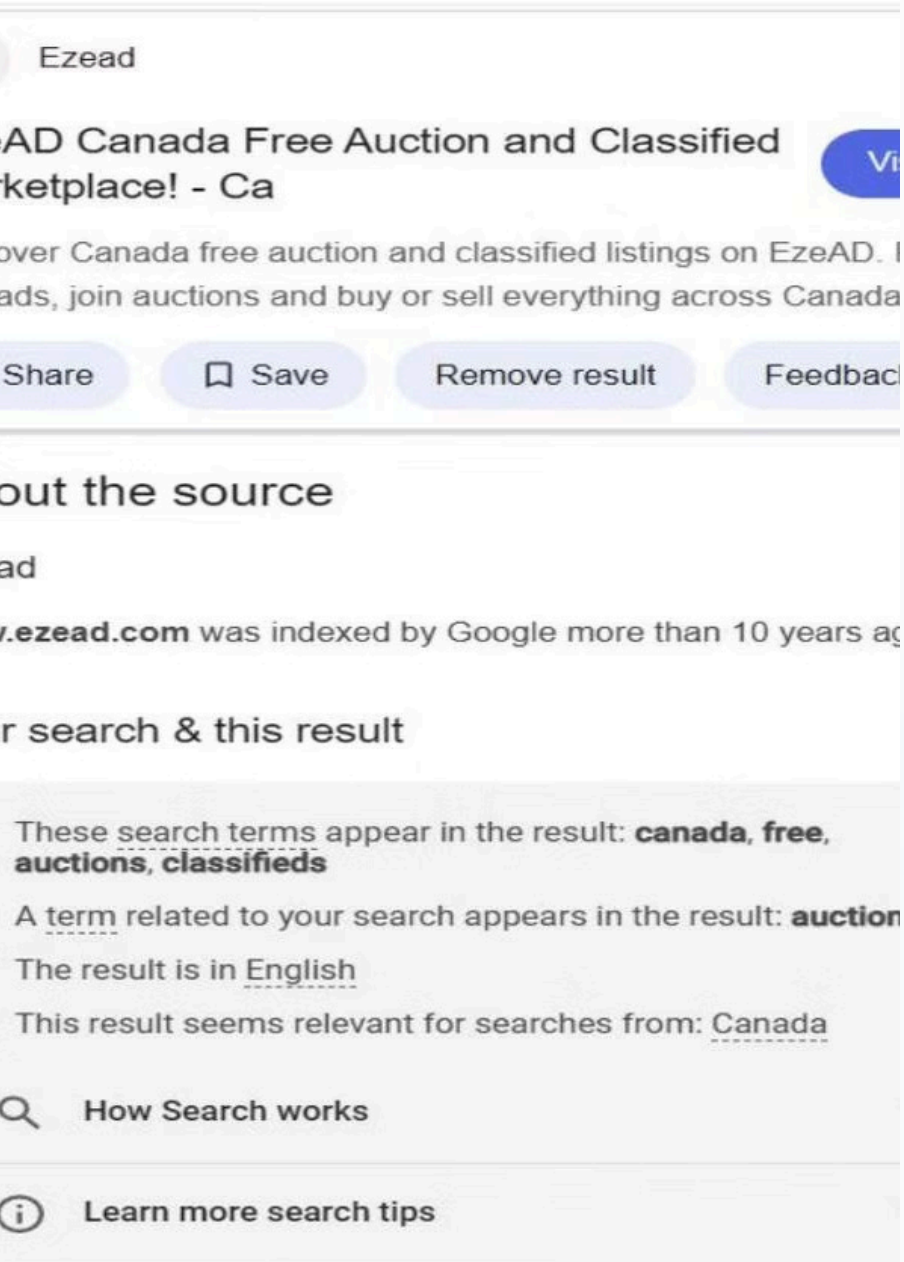 Ezead
eAD Canada Free Auction and Classified
rketplace! - Ca
Vis
over Canada free auction and classified listings on EzeAD.
ads, join auctions and buy or sell everything across Canada
Share
Save
Remove result
Feedbac
out the source
ad
.ezead.com was indexed by Google more than 10 years ag
r search & this result
These search terms appear in the result: canada, free,
auctions, classifieds
A term related to your search appears in the result: auction
The result is in English
This result seems relevant for searches from: Canada
How Search works
Learn more search tips